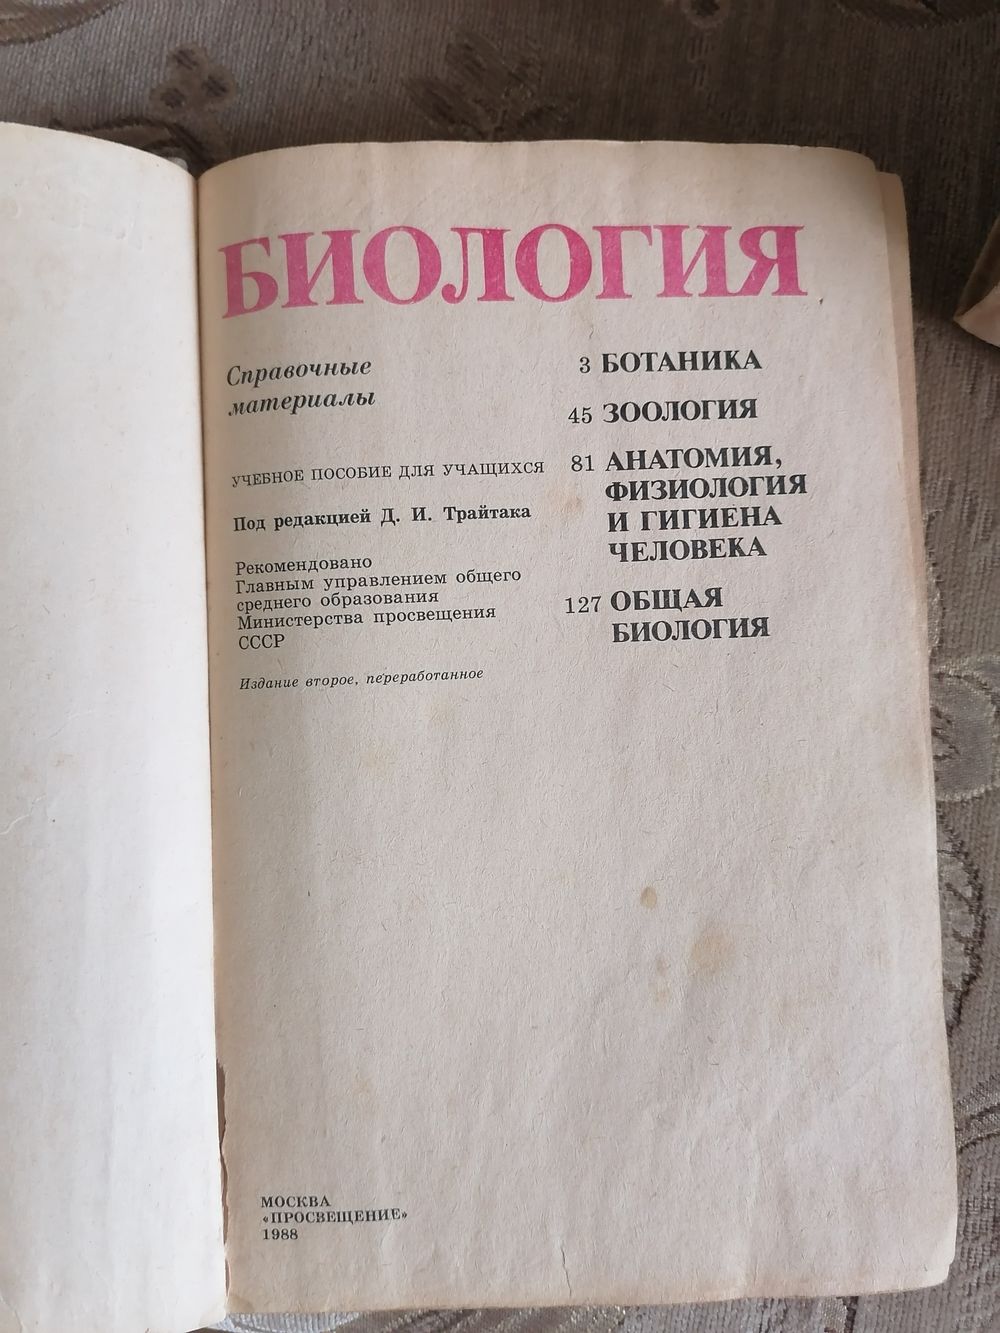 БИОЛОГИЯ
Справочные
материалы
УЧЕБНОЕ ПОСОБИЕ ДЛЯ УЧАЩИХСЯ
Под редакцией Д. И. Трайтака
Рекомендовано
Главным управлением общего
среднего образования
Министерства просвещения
СССР
Издание второе, переработанное
3 БОТАНИКА
45 ЗООЛОГИЯ
81 АНАТОМИЯ,
ФИЗИОЛОГИЯ
И ГИГИЕНА
ЧЕЛОВЕКА
127 ОБЩАЯ
БИОЛОГИЯ
МОСКВА
«ПРОСВЕЩЕНИЕ»
1988